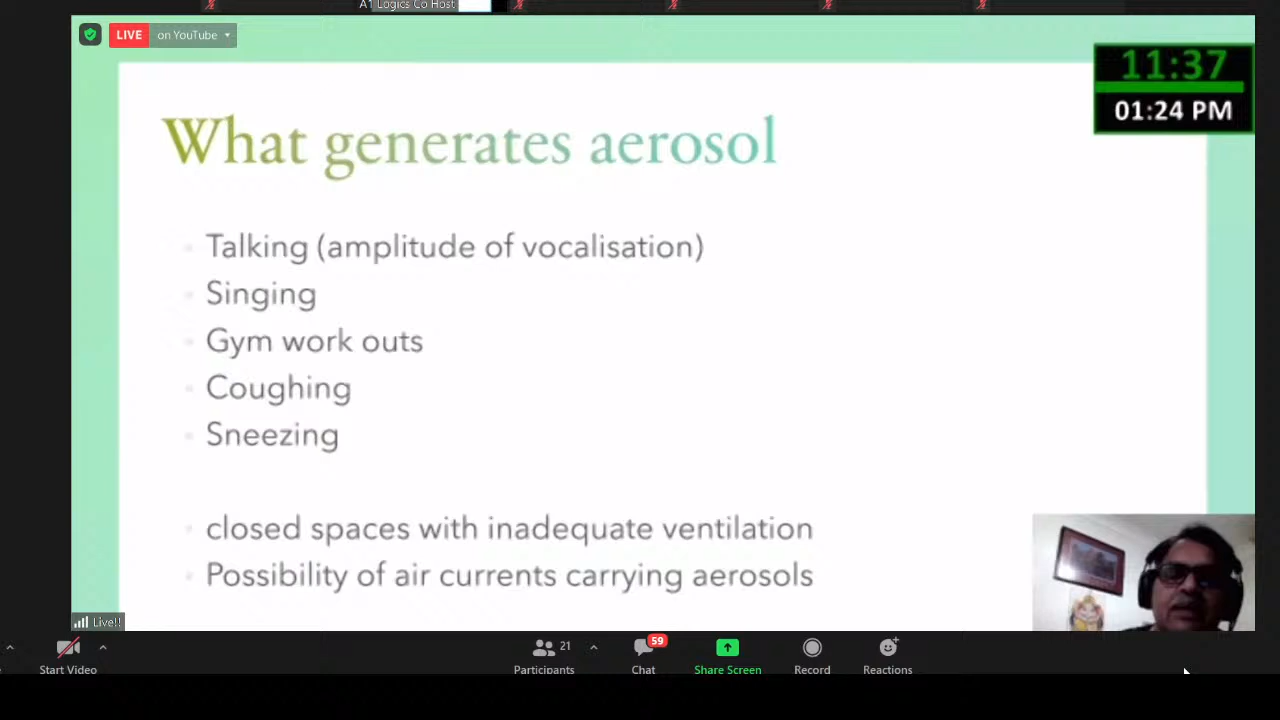 A1 Logics Co Host
LIVE on YouTube
11:37
01:24 PM
What generates aerosol
Talking (amplitude of vocalisation)
Singing
Gym work outs
Coughing
Sneezing
closed spaces with inadequate ventilation
Possibility of air currents carrying aerosols
Live!!
21
59
Start Video
Participants
Chat
Share Screen
Record
Reactions